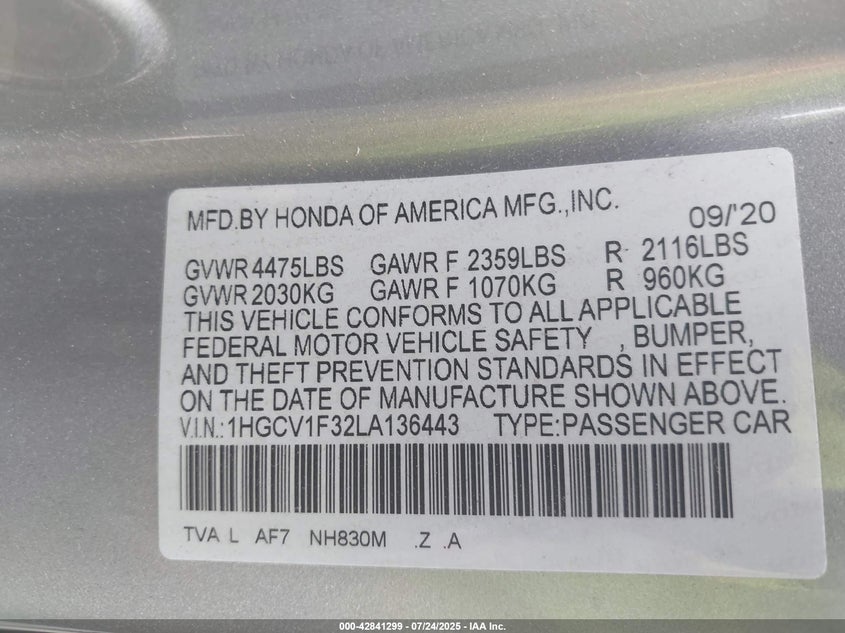 MFD.BY HONDA OF AMERICA MFG.,INC. 09/'20
GVWR 4475LBS GAWR F 2359LBS R 2116LBS
GVWR 2030KG GAWR F 1070KG R 960KG
THIS VEHICLE CONFORMS TO ALL APPLICABLE
FEDERAL MOTOR VEHICLE SAFETY , BUMPER,
AND THEFT PREVENTION STANDARDS IN EFFECT
ON THE DATE OF MANUFACTURE SHOWN ABOVE.
V.I.N.: 1HGCV1F32LA136443 TYPE:PASSENGER CAR
TVA L AF7 NH830M .Z .A
000-42841299 - 07/24/2025 - IAA Inc.